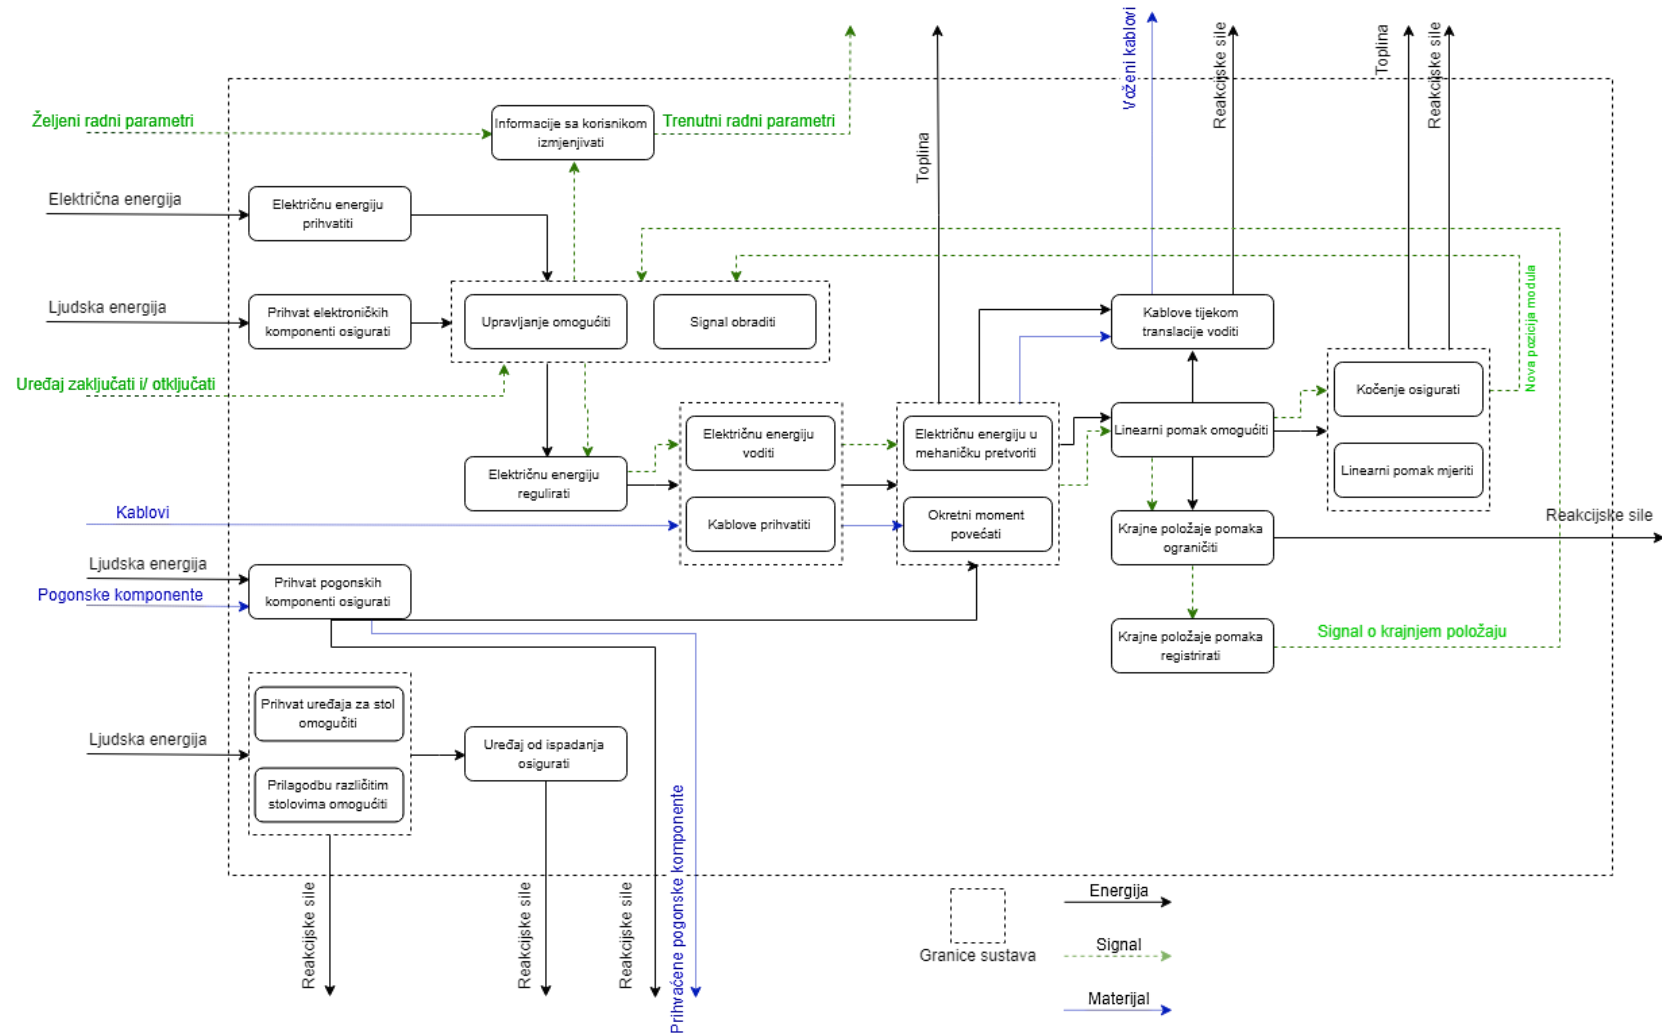 Voženi kablovi
Reakcijske sile
Toplina
Reakcijske sile
Željeni radni parametri
Informacije sa korisnikom
izmjenjivati
Trenutni radni parametri
Toplina
Električna energija
Električnu energiju
prihvatiti
Ljudska energija
Prihvat elektroničkih
komponenti osigurati
Upravljanje omogućiti
Signal obraditi
Kablove tijekom
translacije voditi
Nova pozicija modula
Uređaj zaključati i/ otključati
Kočenje osigurati
Električnu energiju
voditi
Električnu energiju u
mehaničku pretvoriti
Linearni pomak omogućiti
Električnu energiju
regulirati
Linearni pomak mjeriti
Kablovi
Kablove prihvatiti
Okretni moment
povećati
Krajne položaje pomaka
ograničiti
Reakcijske sile
Ljudska energija
Pogonske komponente
Prihvat pogonskih
komponenti osigurati
Krajne položaje pomaka
registrirati
Signal o krajnjem položaju
Prihvat uređaja za stol
omogučiti
Ljudska energija
Uređaj od ispadanja
osigurati
Prilagodbu različitim
stolovima omogućiti
Reakcijske sile
Reakcijske sile
Reakcijske sile
Prihvaćene pogonske komponente
Granice sustava
Energija
Signal
Materijal